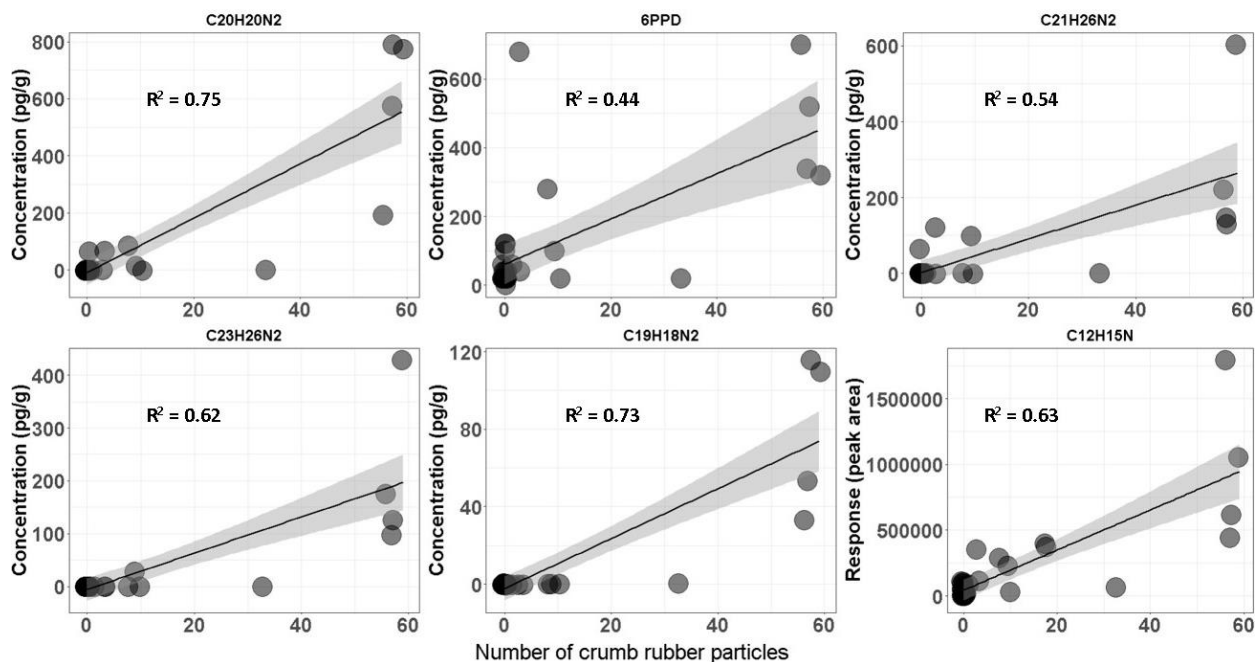 C20H20N2
6PPD
C21H26N2
Concentration (pg/g)
800
600
400
200
0
R² = 0.75
0 20 40 60
Concentration (pg/g)
600
400
200
0
R² = 0.44
0 20 40 60
Concentration (pg/g)
600
400
200
0
R² = 0.54
0 20 40 60
C23H26N2
C19H18N2
C12H15N
Concentration (pg/g)
400
300
200
100
0
R² = 0.62
0 20 40 60
Concentration (pg/g)
120
80
40
0
R² = 0.73
0 20 40 60
Response (peak area)
1500000
1000000
500000
0
R² = 0.63
0 20 40 60
Number of crumb rubber particles